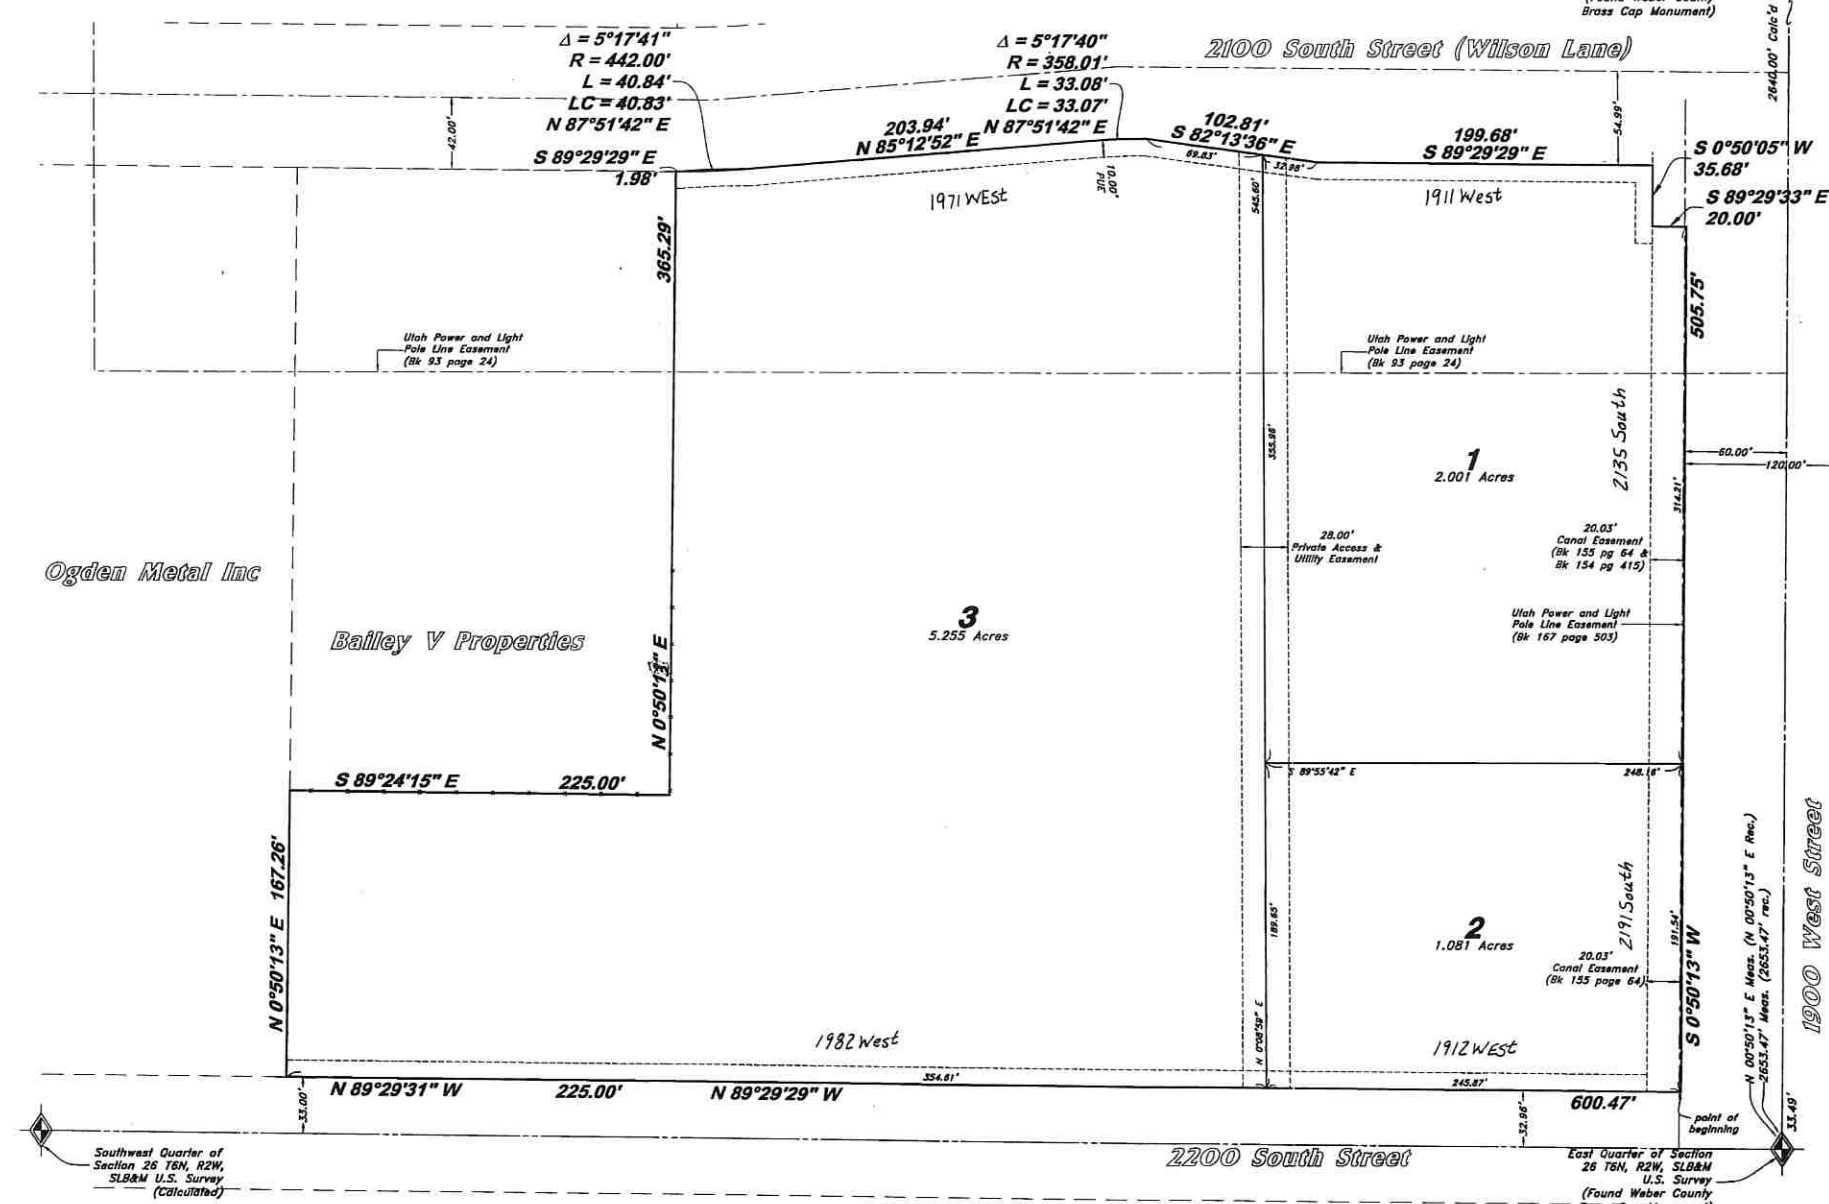 Brass Cap Monument)
2640.00' Calc'd
2100 South Street (Wilson Lane)
Δ = 5°17'41"
R = 442.00'
L = 40.84'
LC = 40.83'
N 87°51'42" E
Δ = 5°17'40"
R = 358.01'
L = 33.08'
LC = 33.07'
N 87°51'42" E
42.00'
S 89°29'29" E
1.98'
203.94'
N 85°12'52" E
102.81'
S 82°13'36" E
69.83'
32.98'
199.68'
S 89°29'29" E
54.99'
S 0°50'05" W
35.68'
S 89°29'33" E
20.00'
10.00'
PUE
1971 WEst
1911 West
545.60'
365.29'
505.75'
Utah Power and Light
Pole Line Easement
(Bk 93 page 24)
Utah Power and Light
Pole Line Easement
(Bk 93 page 24)
2135 South
355.96'
1
2.001 Acres
60.00'
120.00'
314.21'
28.00'
Private Access &
Utility Easement
20.03'
Canal Easement
(Bk 155 pg 64 &
Bk 154 pg 415)
Ogden Metal Inc
Bailey V Properties
3
5.255 Acres
Utah Power and Light
Pole Line Easement
(Bk 167 page 503)
N 0°50'13" E
S 89°24'15" E
225.00'
S 89°55'42" E
248.16'
N 0°50'13" E 167.26'
189.65'
2191 South
2
1.081 Acres
191.54'
20.03'
Canal Easement
(Bk 155 page 64)
S 0°50'13" W
N 00°50'13" E Meas. (N 00°50'13" E Rec.)
2653.47' Meas. (2653.47' rec.)
1900 West Street
1982 West
N 0°08'59" E
1912 WEst
354.61'
245.87'
33.00'
N 89°29'31" W
225.00'
N 89°29'29" W
600.47'
32.96'
point of
beginning
33.49'
2200 South Street
Southwest Quarter of
Section 26 T6N, R2W,
SLB&M U.S. Survey
(Calculated)
East Quarter of Section
26 T6N, R2W, SLB&M
U.S. Survey
(Found Weber County